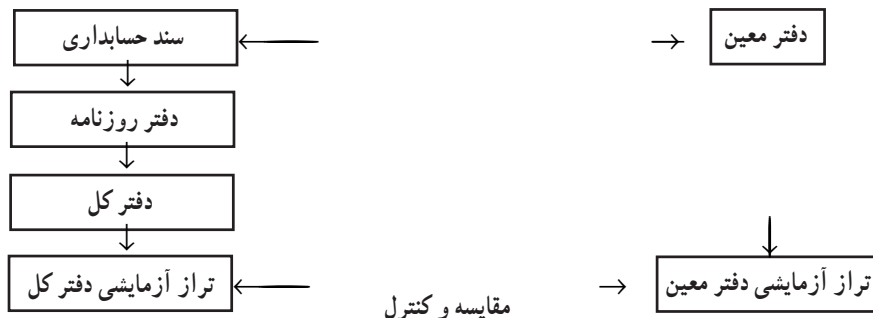 سند حسابداری
دفتر معین
دفتر روزنامه
دفتر کل
تراز آزمایشی دفتر کل
تراز آزمایشی دفتر معین
مقایسه و کنترل